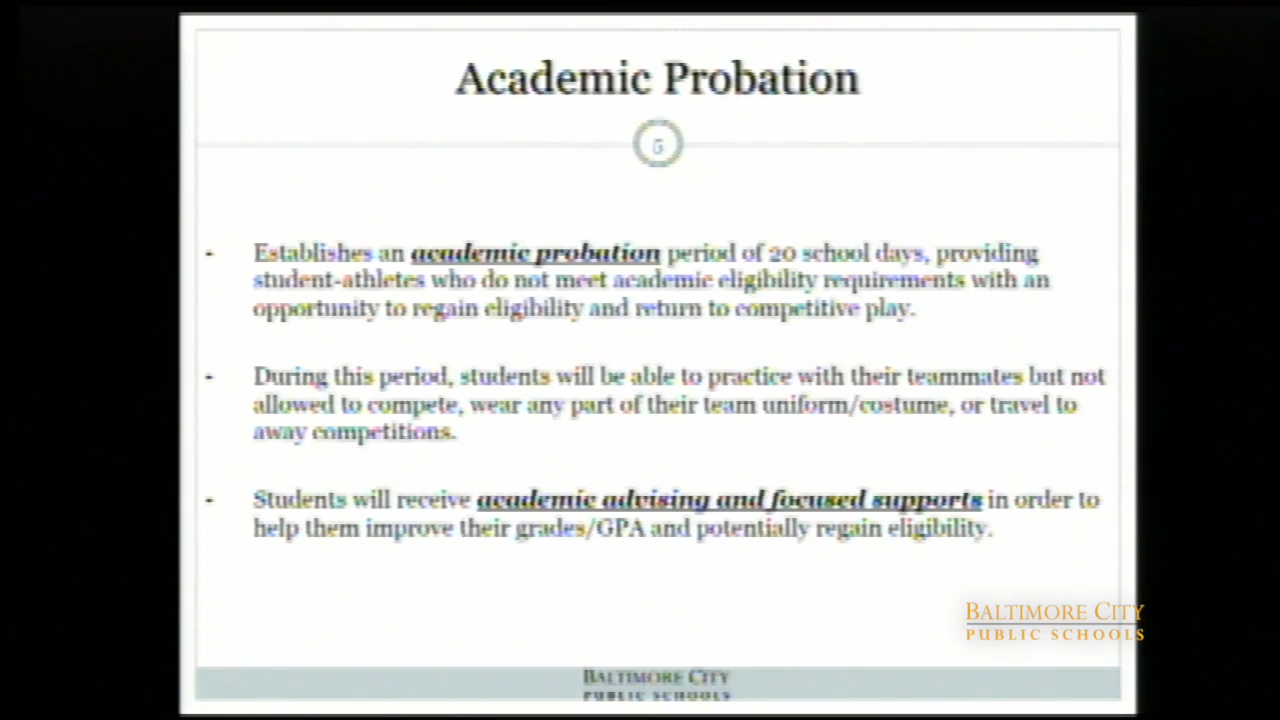 Academic Probation
5
- Establishes an academic probation period of 20 school days, providing
student-athletes who do not meet academic eligibility requirements with an
opportunity to regain eligibility and return to competitive play.
- During this period, students will be able to practice with their teammates but not
allowed to compete, wear any part of their team uniform/costume, or travel to
away competitions.
- Students will receive academic advising and focused supports in order to
help them improve their grades/GPA and potentially regain eligibility.
BALTIMORE CITY
PUBLIC SCHOOLS
BALTIMORE CITY
PUBLIC SCHOOLS